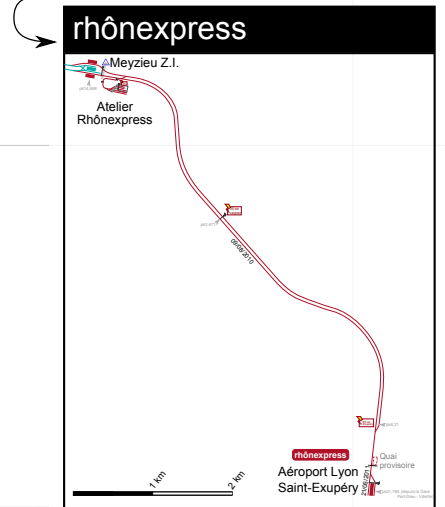 rhônexpress
Meyzieu Z.I.
Atelier
Rhônexpress
09/08/2010
rhônexpress
Quai
provisoire
Aéroport Lyon
Saint-Exupéry
1 km
2 km